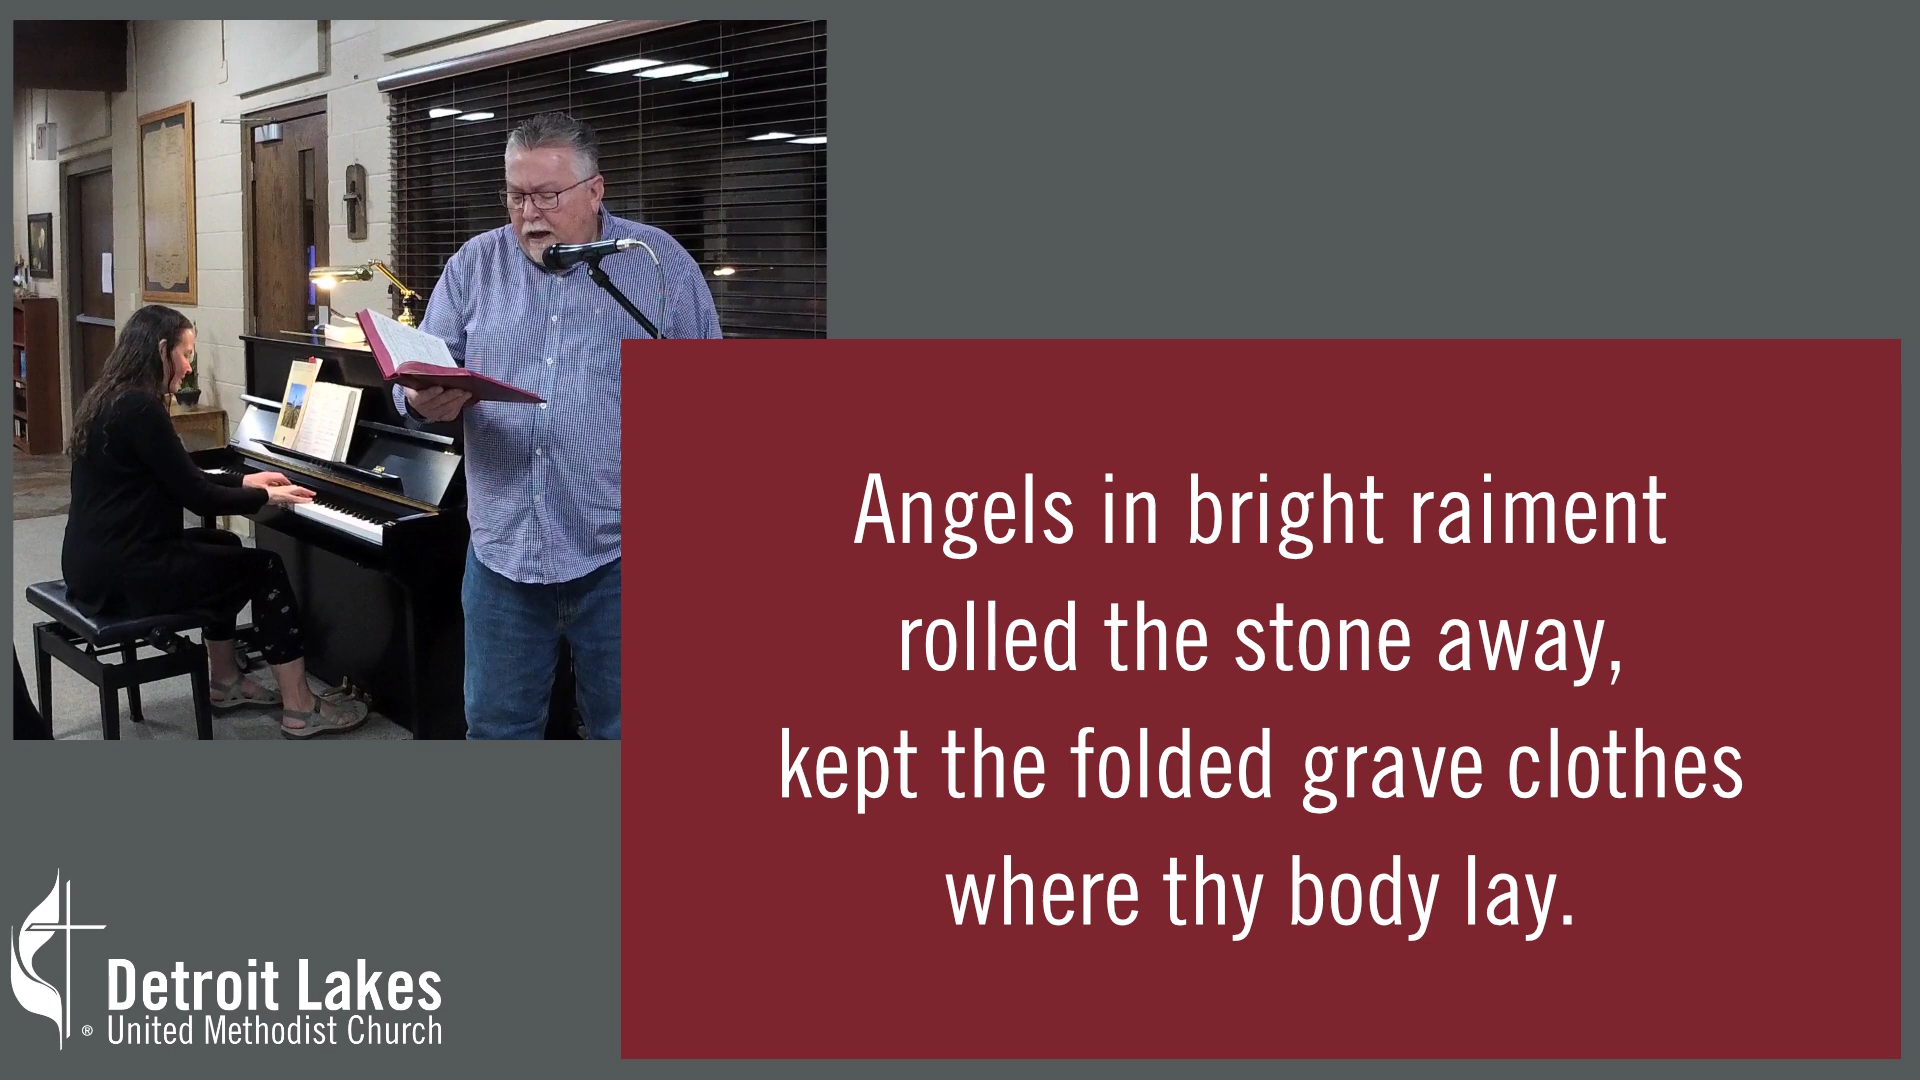 Angels in bright raiment
rolled the stone away,
kept the folded grave clothes
where thy body lay.
Detroit Lakes
® United Methodist Church